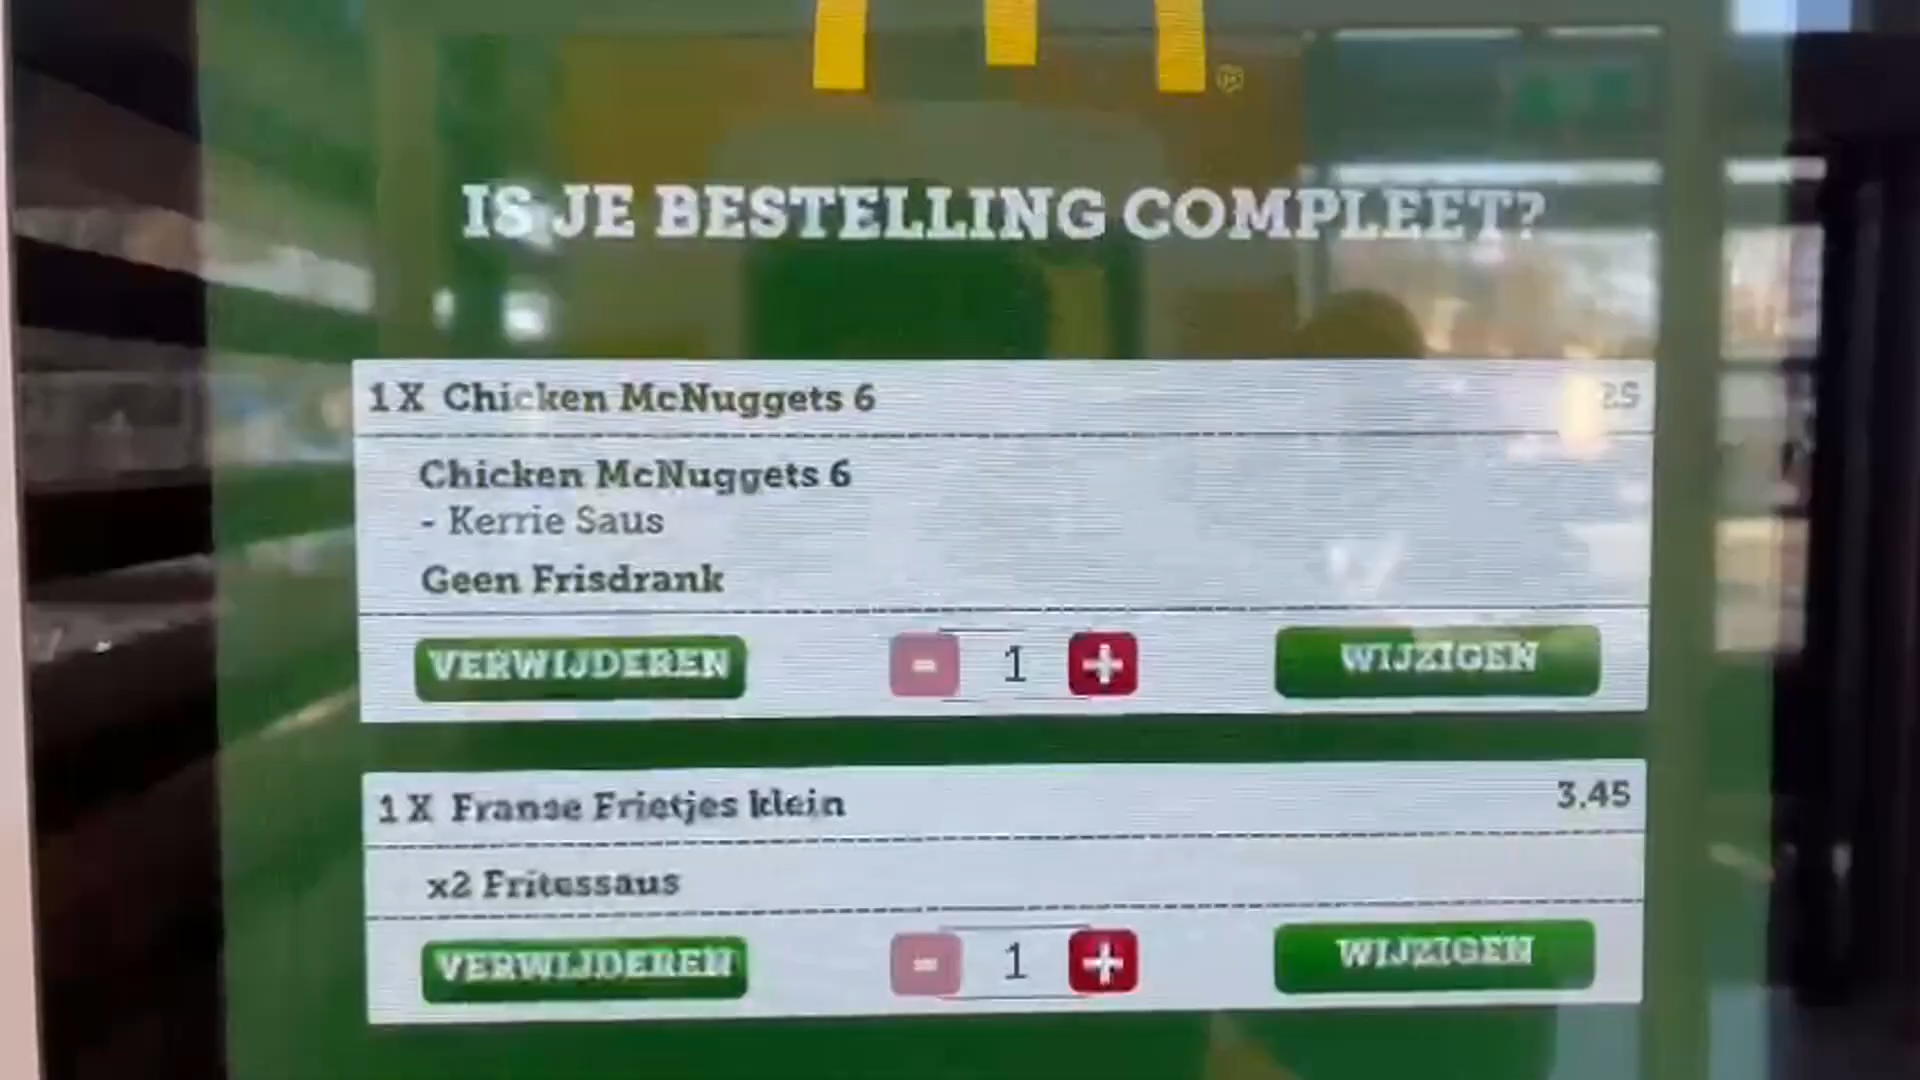 IS JE BESTELLING COMPLEET?
1 X Chicken McNuggets 6
25
Chicken McNuggets 6
- Kerrie Saus
Geen Frisdrank
VERWIJDEREN - 1 + WIJZIGEN
1 X Franse Frietjes klein 3.45
x2 Fritessaus
VERWIJDEREN - 1 + WIJZIGEN